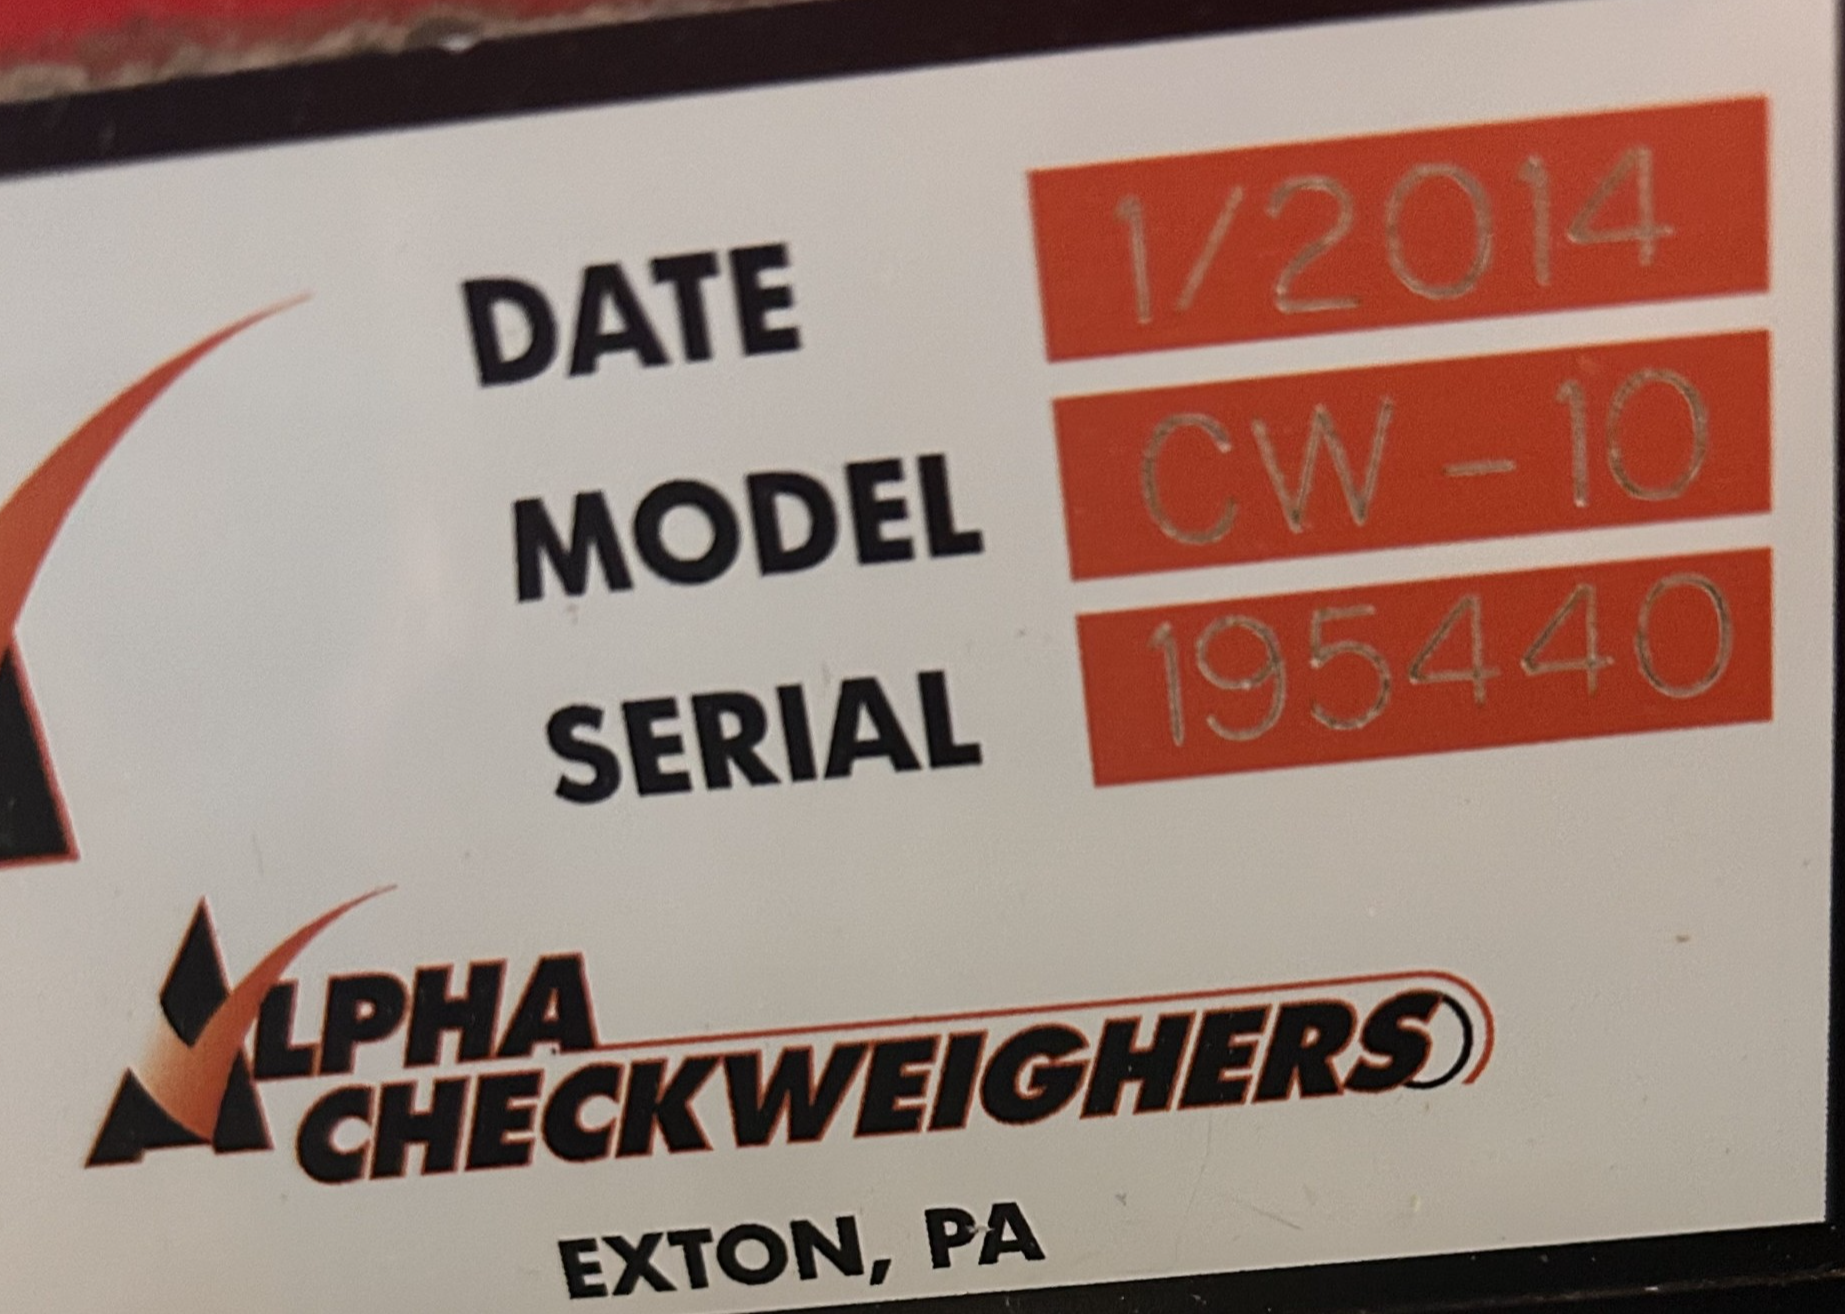 DATE 1/2014
MODEL CW-10
SERIAL 195440
ALPHA
CHECKWEIGHERS
EXTON, PA